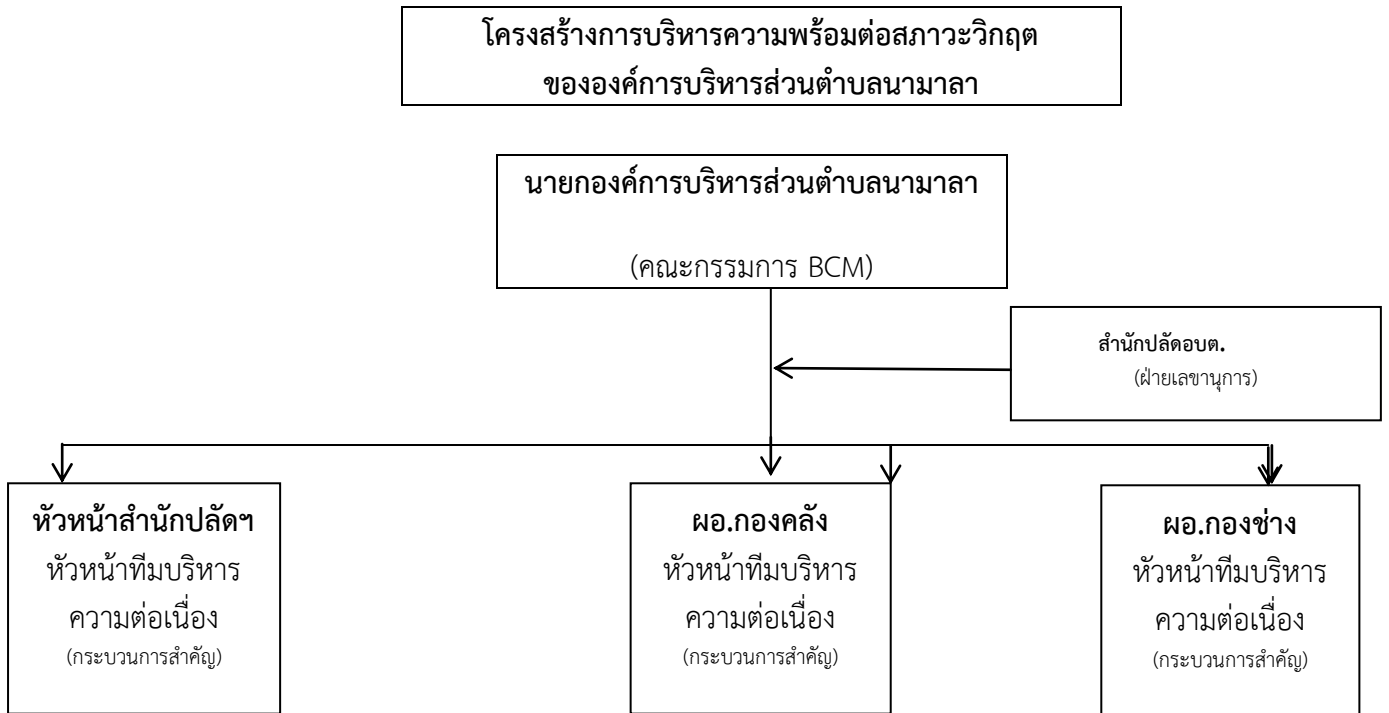 โครงสร้างการบริหารความพร้อมต่อสภาวะวิกฤต
ขององค์การบริหารส่วนตำบลนามาลา
นายกองค์การบริหารส่วนตำบลนามาลา
(คณะกรรมการ BCM)
สำนักปลัดอบต.
(ฝ่ายเลขานุการ)
หัวหน้าสำนักปลัดฯ
หัวหน้าทีมบริหาร
ความต่อเนื่อง
(กระบวนการสำคัญ)
ผอ.กองคลัง
หัวหน้าทีมบริหาร
ความต่อเนื่อง
(กระบวนการสำคัญ)
ผอ.กองช่าง
หัวหน้าทีมบริหาร
ความต่อเนื่อง
(กระบวนการสำคัญ)